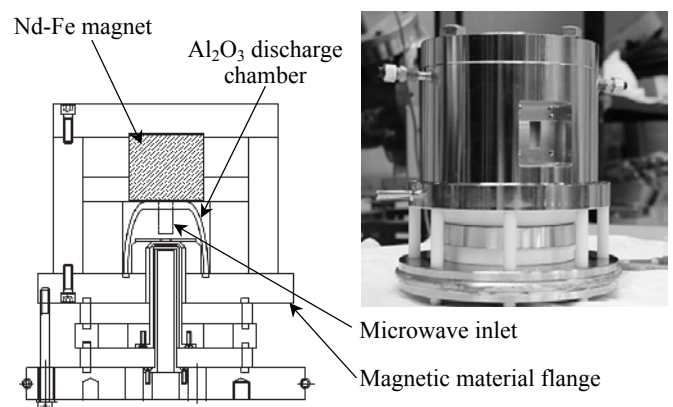 Nd-Fe magnet
Al₂O₃ discharge
chamber
Microwave inlet
Magnetic material flange